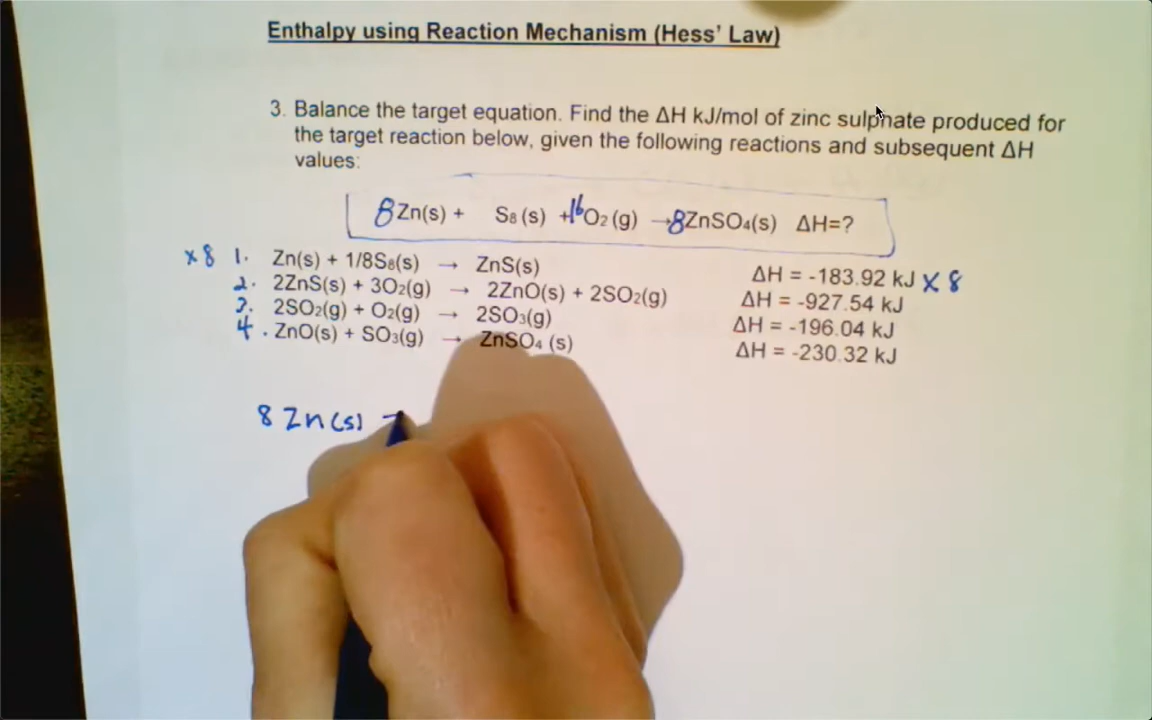 Enthalpy using Reaction Mechanism (Hess' Law)
3. Balance the target equation. Find the ΔH kJ/mol of zinc sulphate produced for
the target reaction below, given the following reactions and subsequent ΔH
values:
8Zn(s) + S₈ (s) +16O₂ (g) →8ZnSO₄(s) ΔH=?
x8 1. Zn(s) + 1/8S₈(s) → ZnS(s) ΔH = -183.92 kJ x 8
2. 2ZnS(s) + 3O₂(g) → 2ZnO(s) + 2SO₂(g) ΔH = -927.54 kJ
3. 2SO₂(g) + O₂(g) → 2SO₃(g) ΔH = -196.04 kJ
4. ZnO(s) + SO₃(g) → ZnSO₄ (s) ΔH = -230.32 kJ
8 Zn(s)